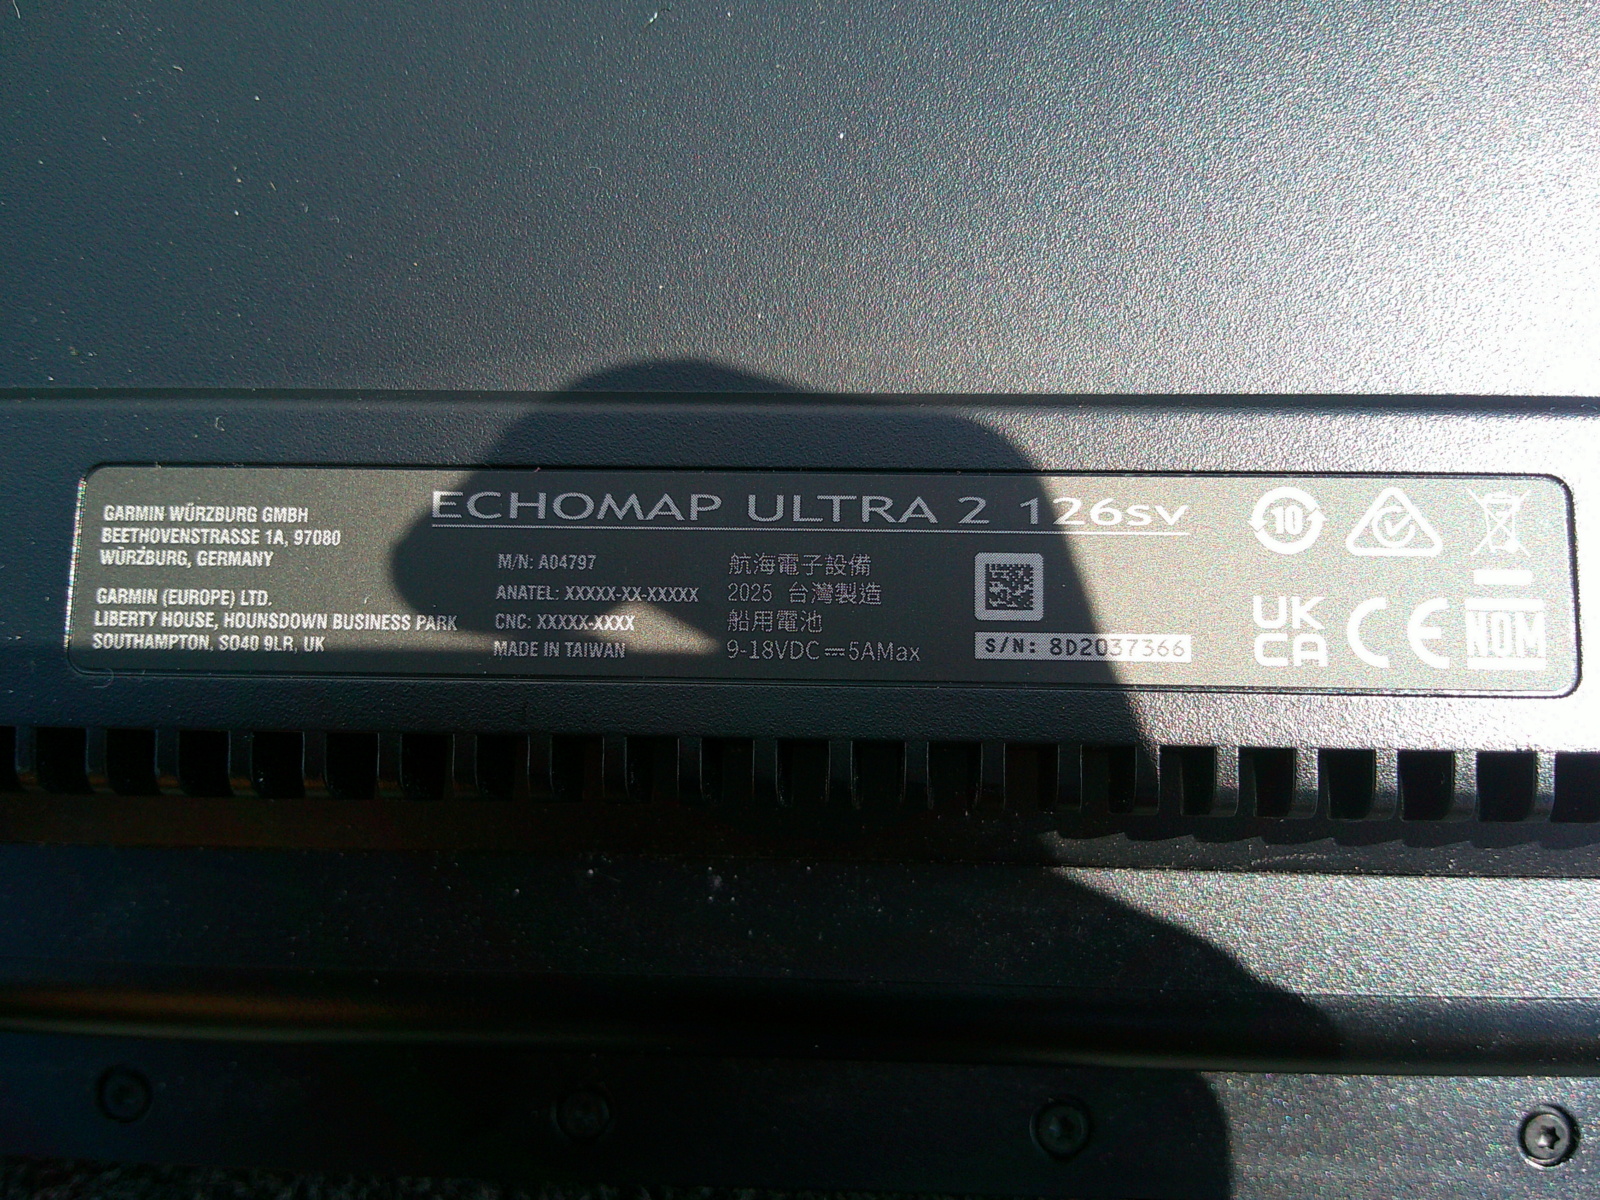 GARMIN WÜRZBURG GMBH
BEETHOVENSTRASSE 1A, 97080
WÜRZBURG, GERMANY
GARMIN (EUROPE) LTD.
LIBERTY HOUSE, HOUNSDOWN BUSINESS PARK
SOUTHAMPTON, SO40 9LR, UK
ECHOMAP ULTRA 2 126sv
M/N: A04797
ANATEL: XXXXX-XX-XXXXX
CNC: XXXXX-XXXX
MADE IN TAIWAN
航海電子設備
2025 台灣製造
船用電池
9-18VDC⎓5AMax
S/N: 8D2037366
10
UK
CA
CE
NOM